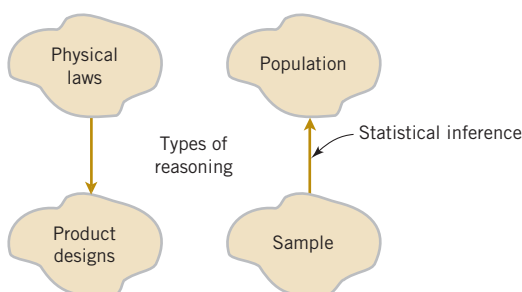 Physical
laws
Population
Types of
reasoning
Statistical inference
Product
designs
Sample